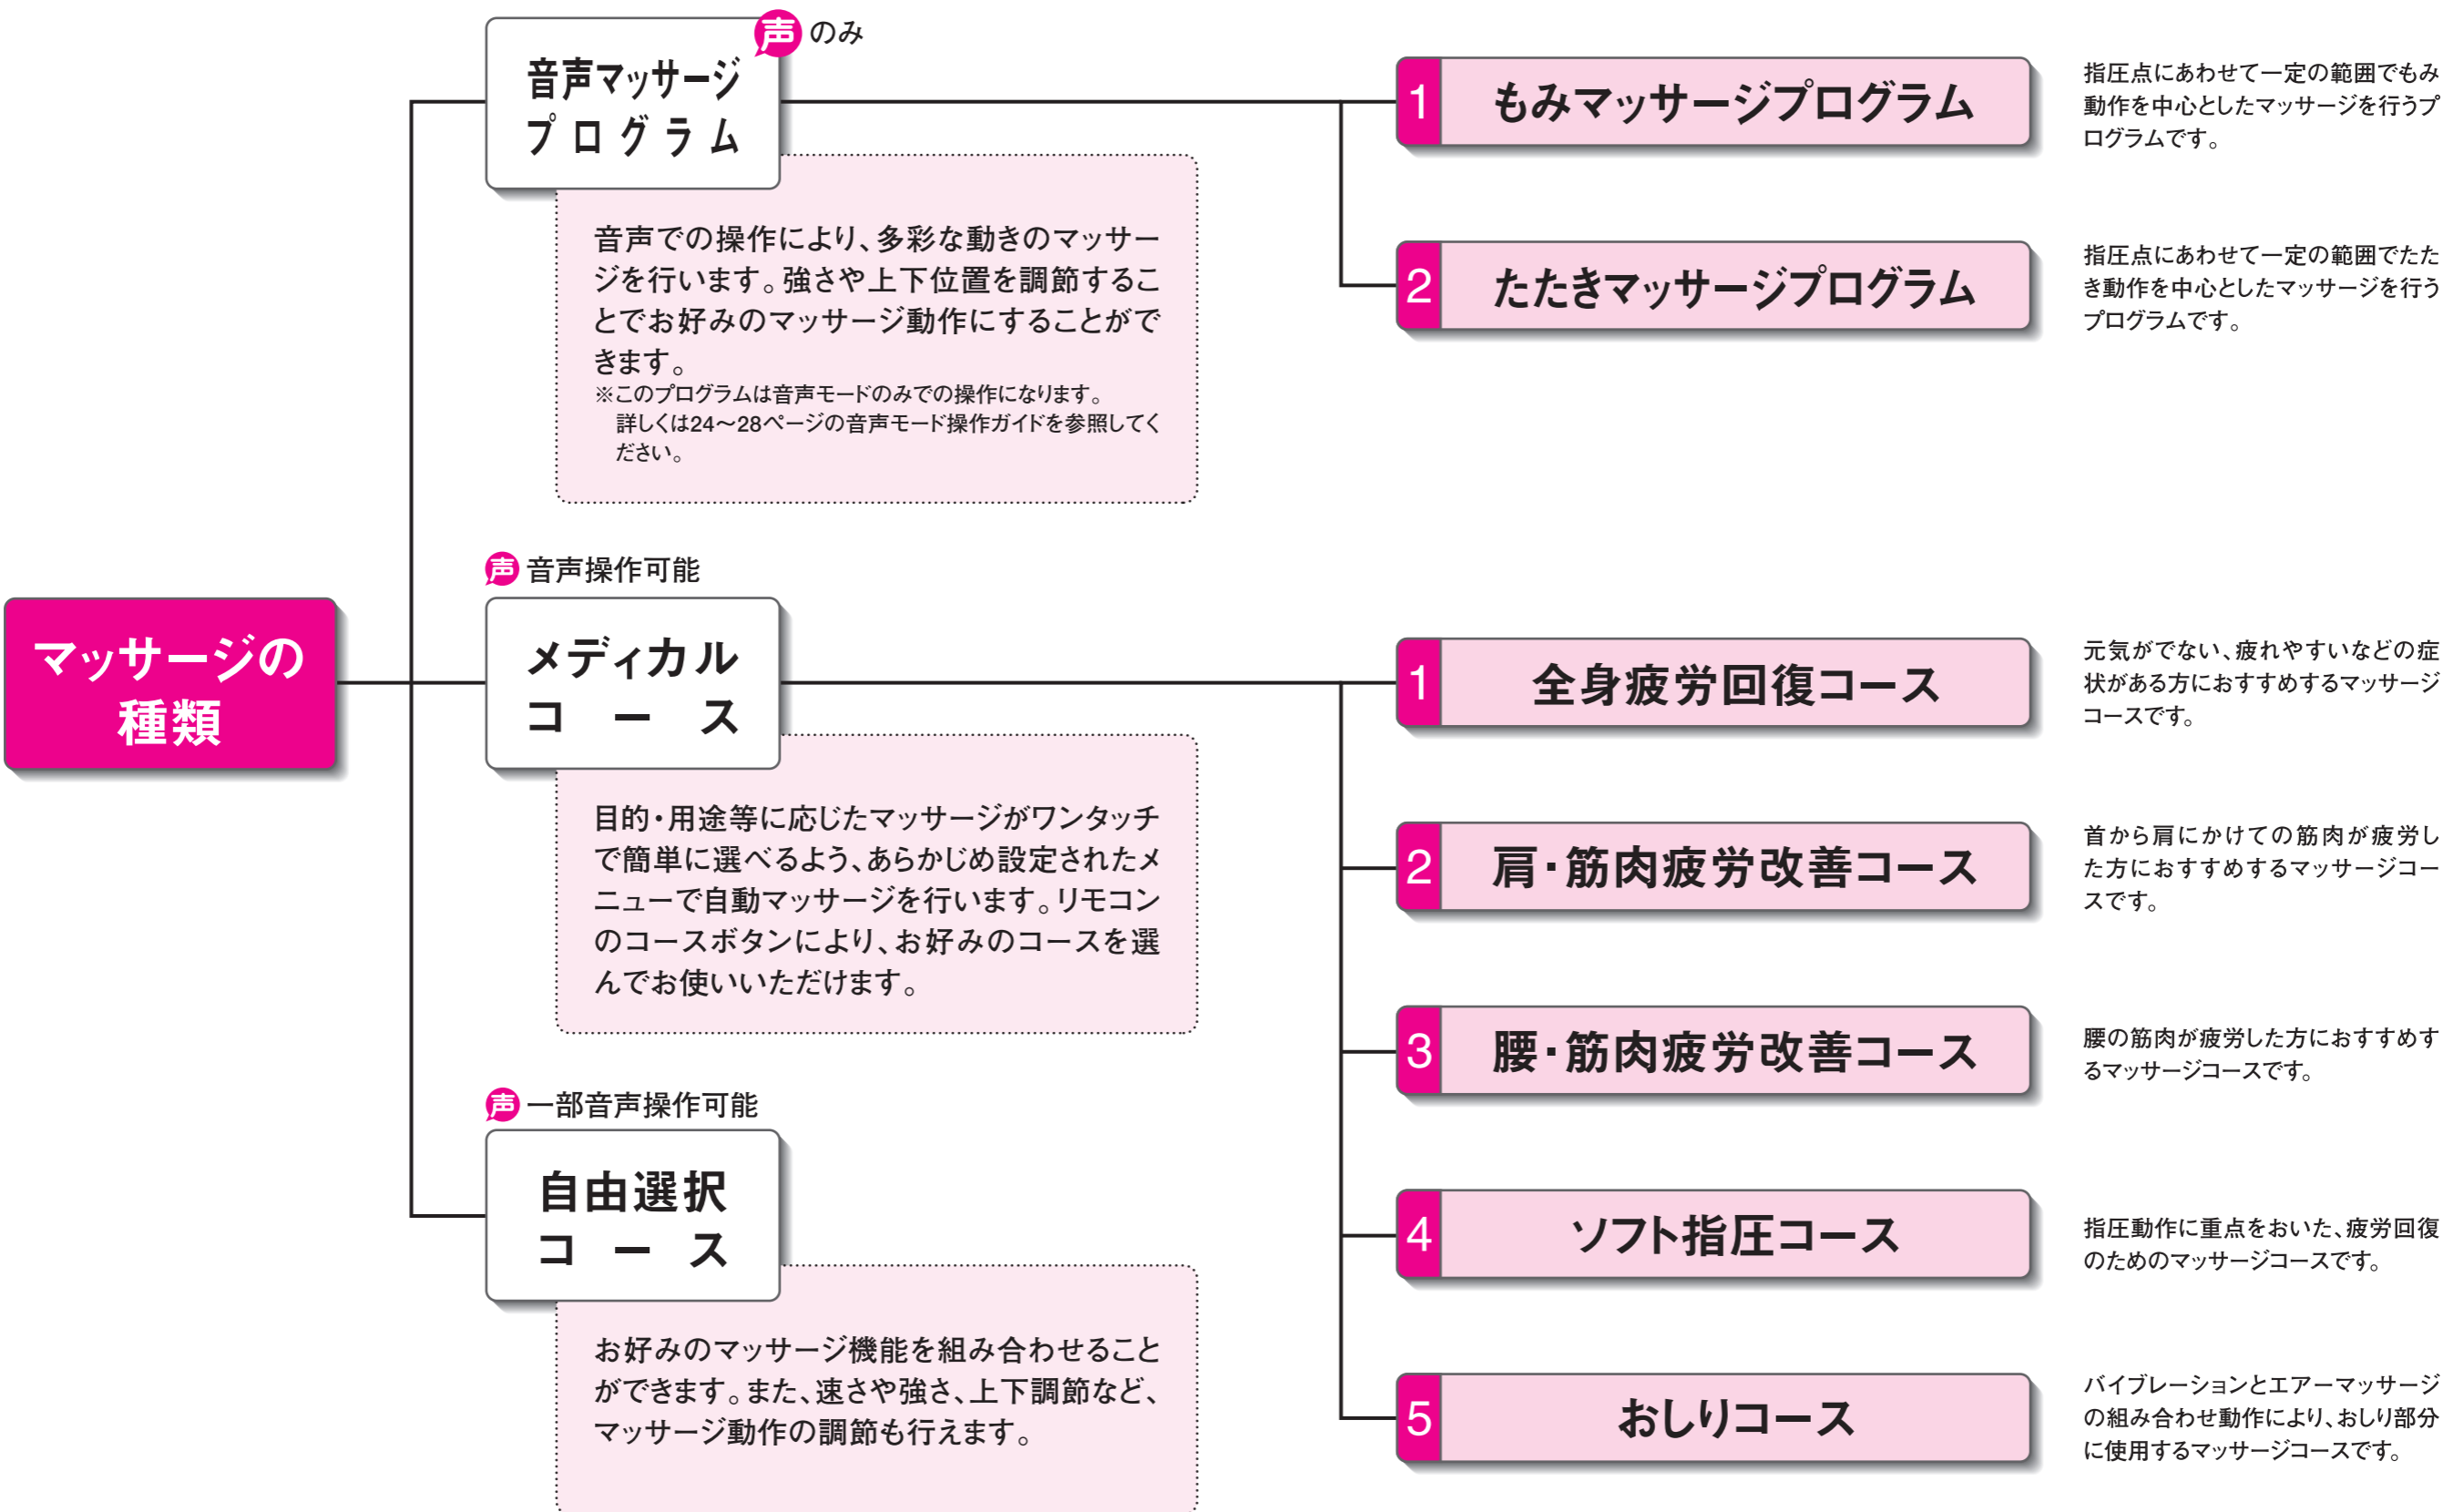 マッサージの
種類
声 のみ
音声マッサージ
プログラム
音声での操作により、多彩な動きのマッサー
ジを行います。強さや上下位置を調節するこ
とでお好みのマッサージ動作にすることがで
きます。
※このプログラムは音声モードのみでの操作になります。
詳しくは24〜28ページの音声モード操作ガイドを参照してく
ださい。
1 もみマッサージプログラム
指圧点にあわせて一定の範囲でもみ
動作を中心としたマッサージを行うプ
ログラムです。
2 たたきマッサージプログラム
指圧点にあわせて一定の範囲でたた
き動作を中心としたマッサージを行う
プログラムです。
声 音声操作可能
メディカル
コース
目的・用途等に応じたマッサージがワンタッチ
で簡単に選べるよう、あらかじめ設定されたメ
ニューで自動マッサージを行います。リモコン
のコースボタンにより、お好みのコースを選
んでお使いいただけます。
1 全身疲労回復コース
元気がでない、疲れやすいなどの症
状がある方におすすめするマッサージ
コースです。
2 肩・筋肉疲労改善コース
首から肩にかけての筋肉が疲労し
た方におすすめするマッサージコー
スです。
3 腰・筋肉疲労改善コース
腰の筋肉が疲労した方におすすめす
るマッサージコースです。
4 ソフト指圧コース
指圧動作に重点をおいた、疲労回復
のためのマッサージコースです。
5 おしりコース
バイブレーションとエアーマッサージ
の組み合わせ動作により、おしり部分
に使用するマッサージコースです。
声 一部音声操作可能
自由選択
コース
お好みのマッサージ機能を組み合わせること
ができます。また、速さや強さ、上下調節など、
マッサージ動作の調節も行えます。